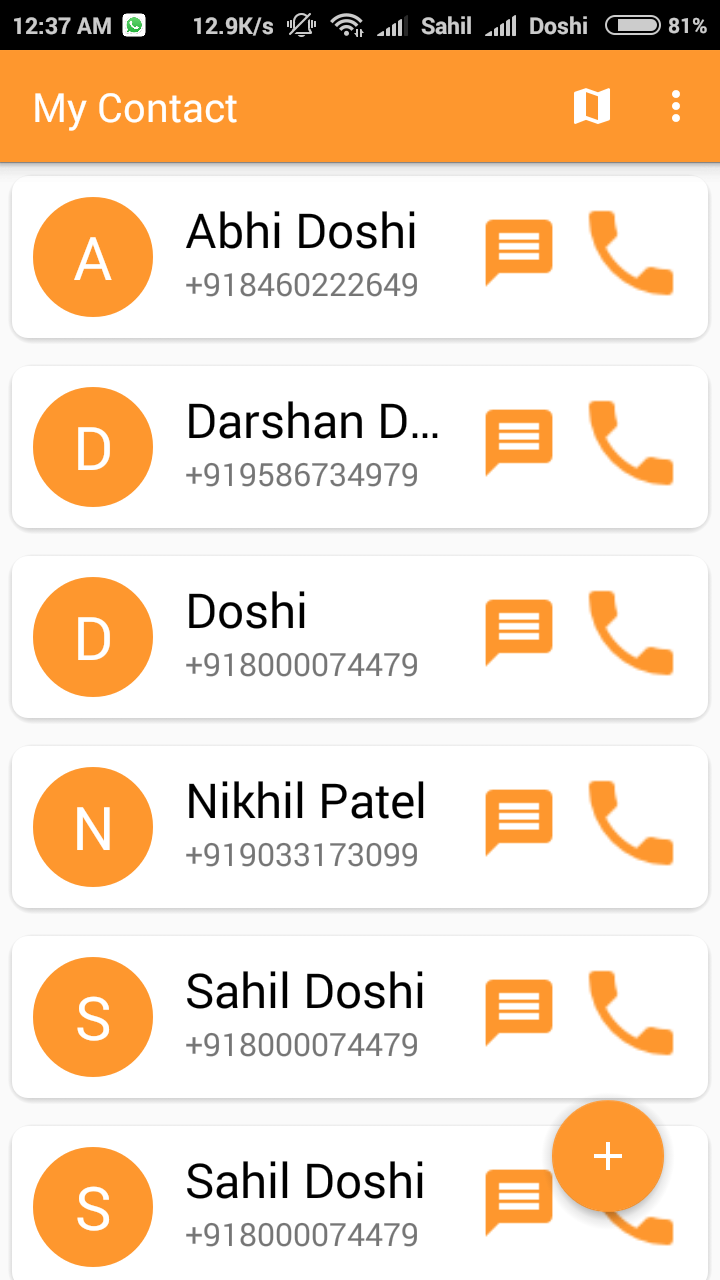 12:37 AM 12.9K/s Sahil Doshi 81%
My Contact
A
Abhi Doshi
+918460222649
D
Darshan D...
+919586734979
D
Doshi
+918000074479
N
Nikhil Patel
+919033173099
S
Sahil Doshi
+918000074479
S
Sahil Doshi
+918000074479